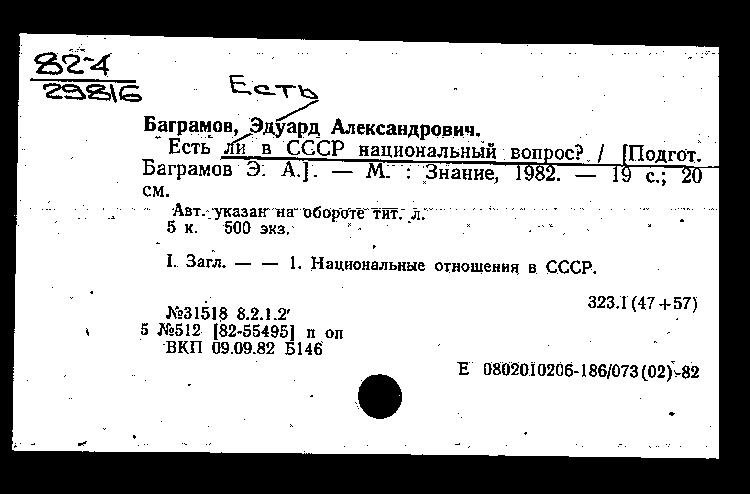 82-4
29816
Есть
Баграмов, Эдуард Александрович.
Есть ли в СССР национальный вопрос? / [Подгот.
Баграмов Э. А.]. — М. : Знание, 1982. — 19 с.; 20
см.
Авт. указан на обороте тит. л.
5 к. 500 экз.
I. Загл. — — 1. Национальные отношения в СССР.
323.1(47+57)
№31518 8.2.1.2
5 №512 [82-55495] п оп
ВКП 09.09.82 Б146
Е 0802010206-186/073(02)-82